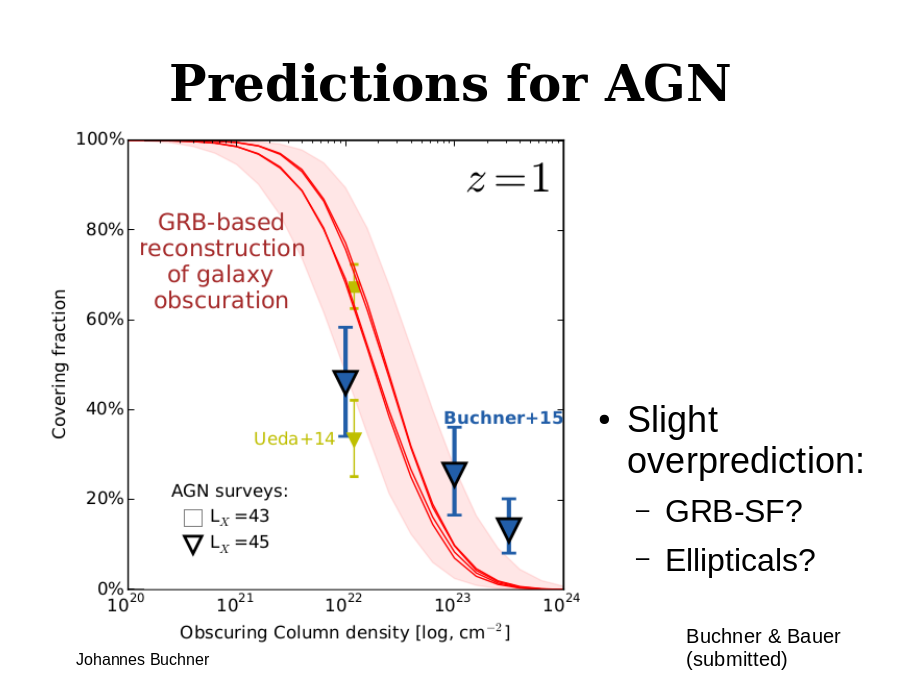 Predictions for AGN
100%
80%
60%
40%
20%
0%
Covering fraction
z=1
GRB-based
reconstruction
of galaxy
obscuration
Buchner+15
Ueda+14
AGN surveys:
L_X =43
L_X =45
10^20 10^21 10^22 10^23 10^24
Obscuring Column density [log, cm^−2]
• Slight
overprediction:
– GRB-SF?
– Ellipticals?
Johannes Buchner
Buchner & Bauer
(submitted)